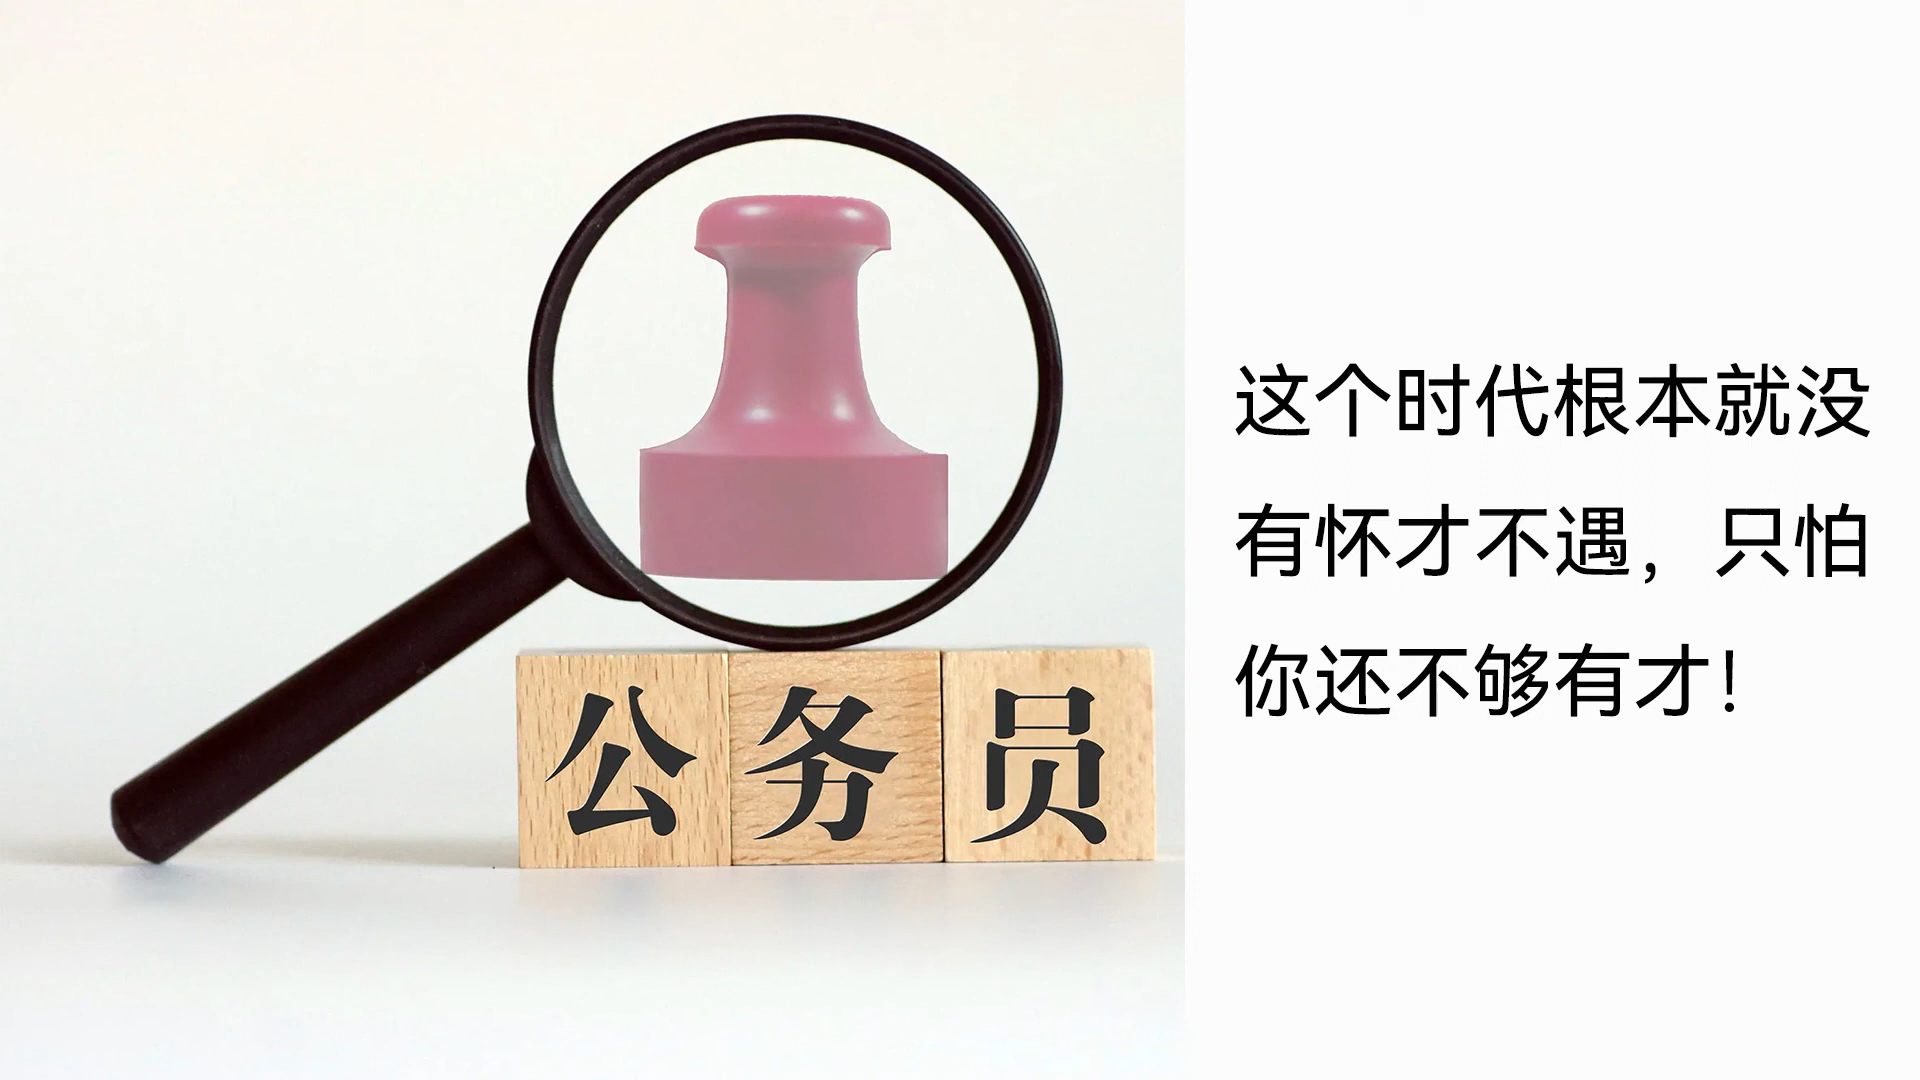 公务员
这个时代根本就没
有怀才不遇，只怕
你还不够有才！